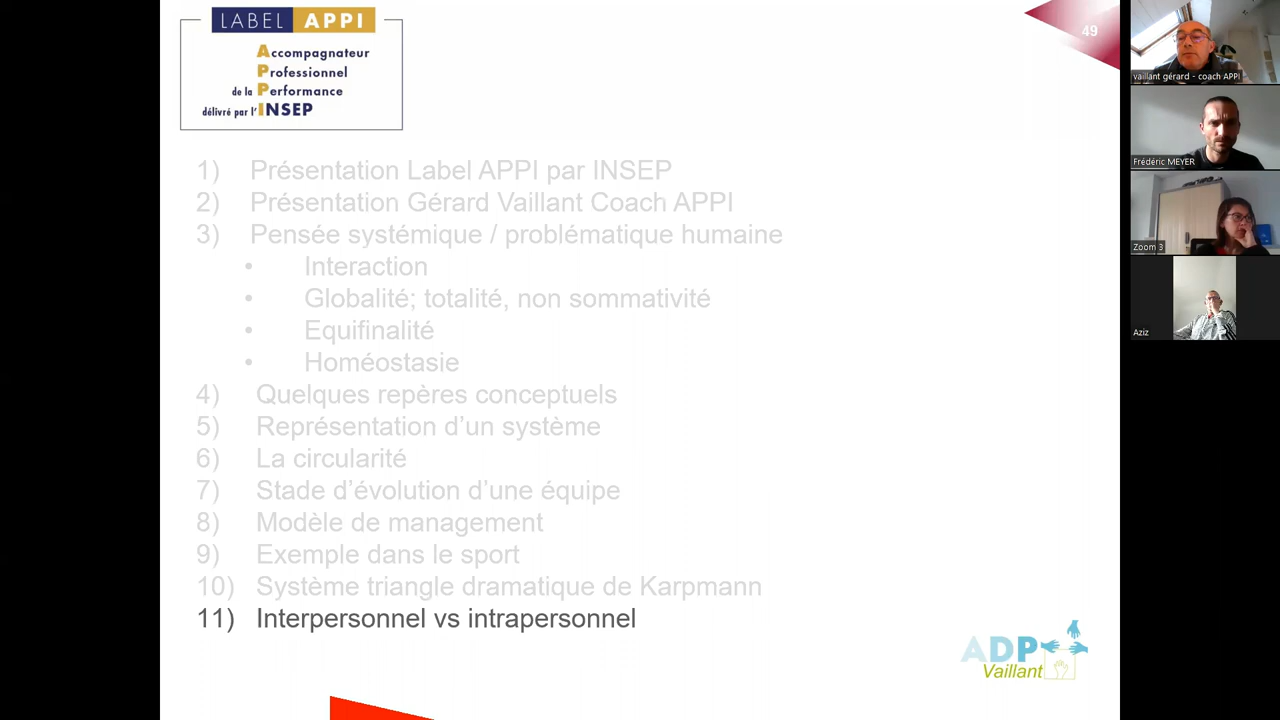 LABEL APPI
Accompagnateur
Professionnel
de la Performance
délivré par l'INSEP
49
1) Présentation Label APPI par INSEP
2) Présentation Gérard Vaillant Coach APPI
3) Pensée systémique / problématique humaine
• Interaction
• Globalité; totalité, non sommativité
• Equifinalité
• Homéostasie
4) Quelques repères conceptuels
5) Représentation d’un système
6) La circularité
7) Stade d’évolution d’une équipe
8) Modèle de management
9) Exemple dans le sport
10) Système triangle dramatique de Karpmann
11) Interpersonnel vs intrapersonnel
ADP
Vaillant
vaillant gérard - coach APPI
Frédéric MEYER
Zoom 3
Aziz